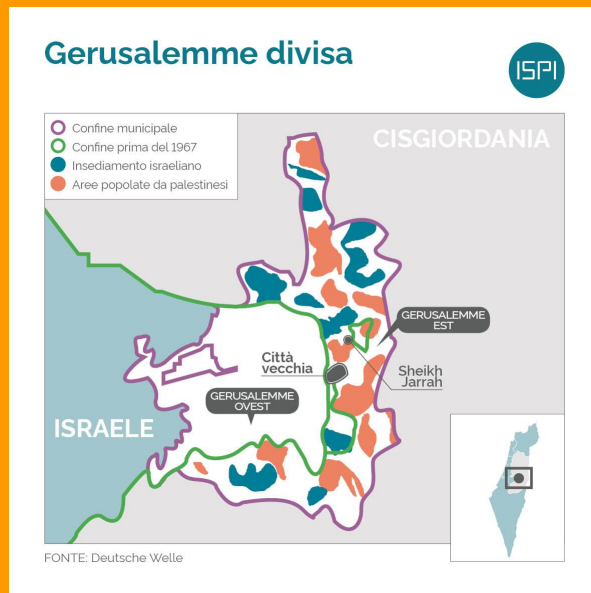 Gerusalemme divisa
ISPI
Confine municipale
Confine prima del 1967
Insediamento israeliano
Aree popolate da palestinesi
CISGIORDANIA
GERUSALEMME
EST
Città
vecchia
Sheikh
Jarrah
GERUSALEMME
OVEST
ISRAELE
FONTE: Deutsche Welle